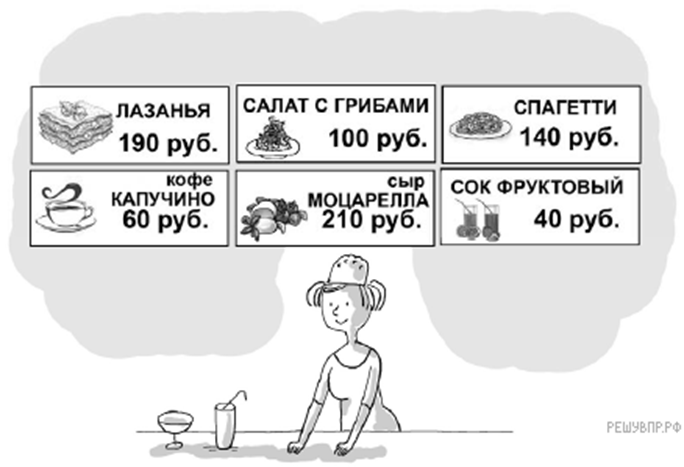 ЛАЗАНЬЯ
190 руб.
САЛАТ С ГРИБАМИ
100 руб.
СПАГЕТТИ
140 руб.
кофе
КАПУЧИНО
60 руб.
сыр
МОЦАРЕЛЛА
210 руб.
СОК ФРУКТОВЫЙ
40 руб.
РЕШУВПР.РФ